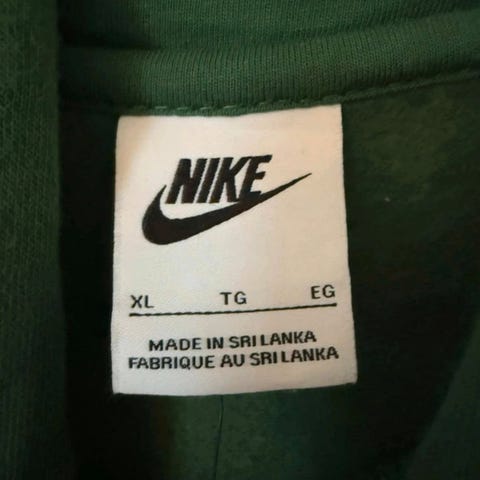 NIKE
XL TG EG
MADE IN SRI LANKA
FABRIQUE AU SRI LANKA